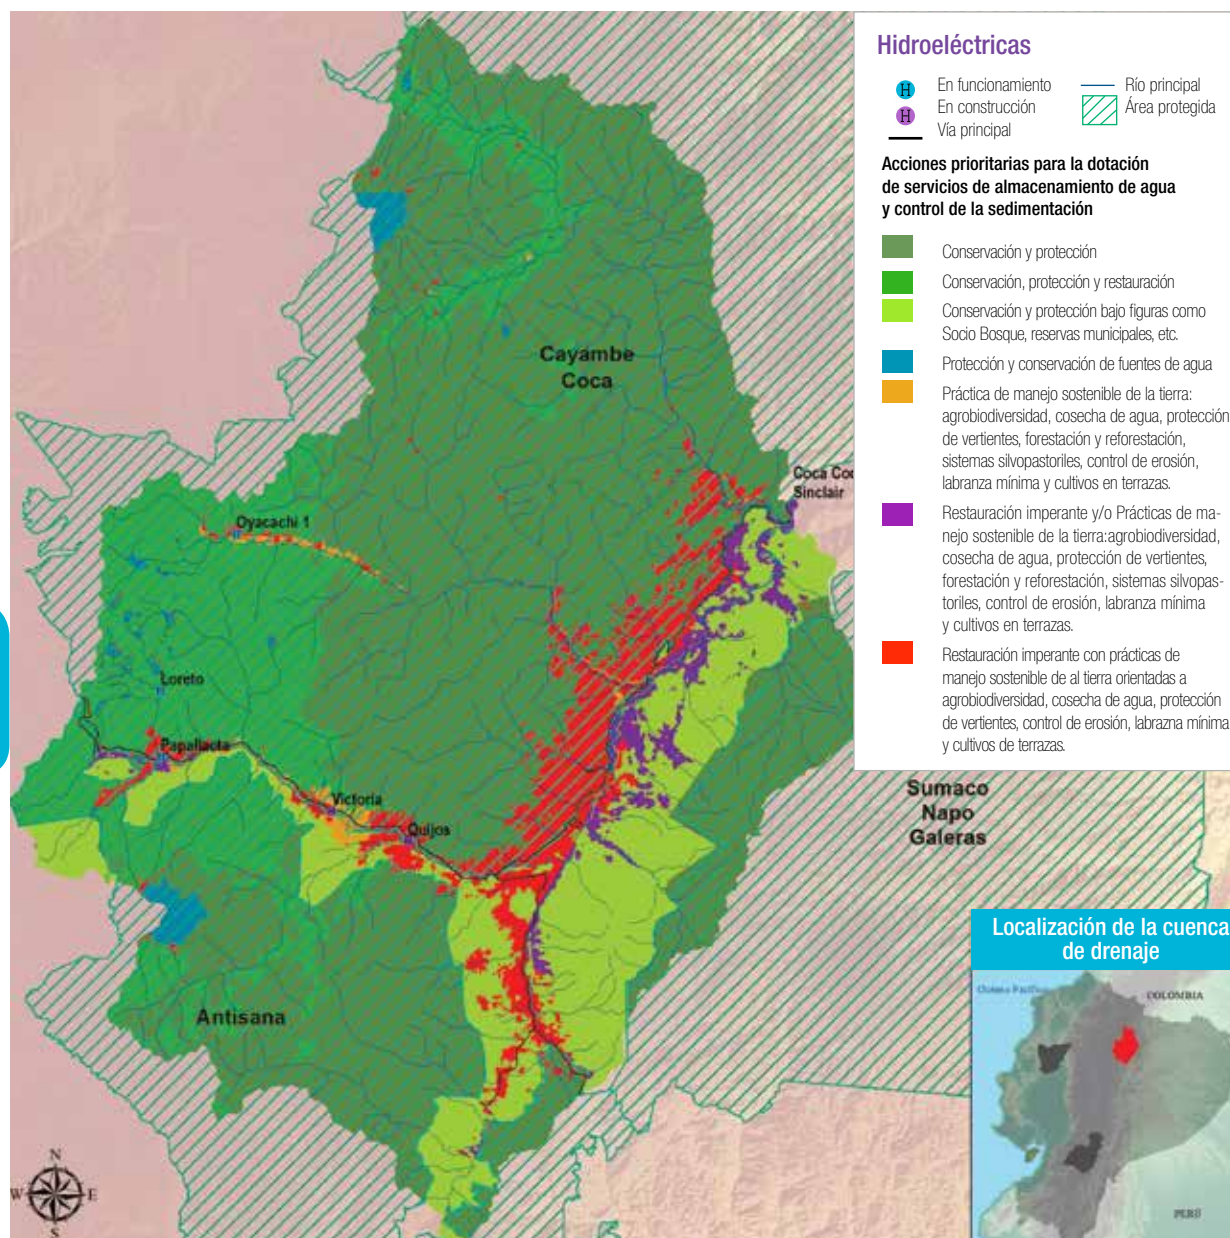 Hidroeléctricas
H
En funcionamiento
H
En construcción
Vía principal
Río principal
Área protegida
Acciones prioritarias para la dotación
de servicios de almacenamiento de agua
y control de la sedimentación
Conservación y protección
Conservación, protección y restauración
Conservación y protección bajo figuras como
Socio Bosque, reservas municipales, etc.
Protección y conservación de fuentes de agua
Práctica de manejo sostenible de la tierra:
agrobiodiversidad, cosecha de agua, protección
de vertientes, forestación y reforestación,
sistemas silvopastoriles, control de erosión,
labranza mínima y cultivos en terrazas.
Restauración imperante y/o Prácticas de ma-
nejo sostenible de la tierra:agrobiodiversidad,
cosecha de agua, protección de vertientes,
forestación y reforestación, sistemas silvopas-
toriles, control de erosión, labranza mínima
y cultivos en terrazas.
Restauración imperante con prácticas de
manejo sostenible de al tierra orientadas a
agrobiodiversidad, cosecha de agua, protección
de vertientes, control de erosión, labrazna mínima
y cultivos de terrazas.
Cayambe
Coca
Coca Coc
Sinclair
Oyacachi 1
Loreto
Papallacta
Victoria
Quijos
Sumaco
Napo
Galeras
Antisana
N
W E
S
Localización de la cuenca
de drenaje
Océano Pacífico
COLOMBIA
PERÚ